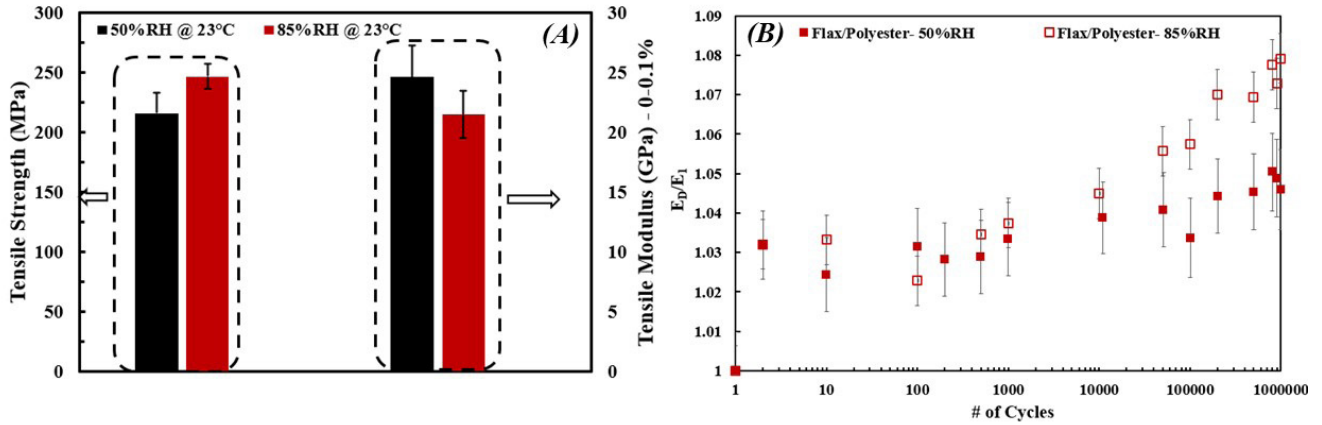 50%RH @ 23°C 85%RH @ 23°C
(A)
Tensile Strength (MPa)
300
250
200
150
100
50
0
30
25
20
15
10
5
0
Tensile Modulus (GPa) - 0-0.1%
(B)
Flax/Polyester- 50%RH Flax/Polyester- 85%RH
E_D/E_1
1.09
1.08
1.07
1.06
1.05
1.04
1.03
1.02
1.01
1
1 10 100 1000 10000 100000 1000000
# of Cycles